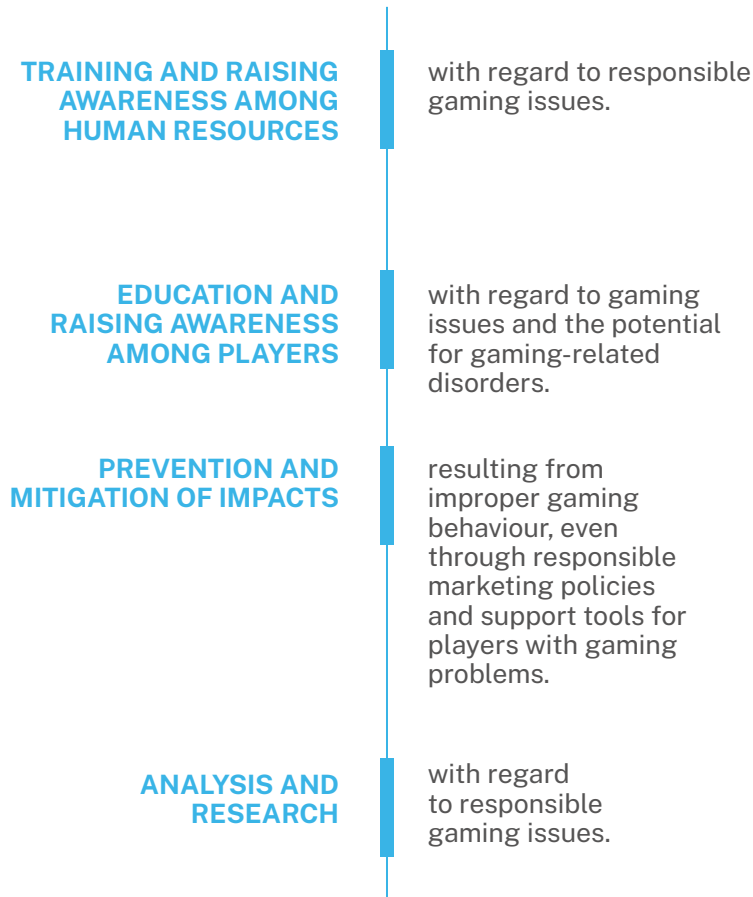 TRAINING AND RAISING
AWARENESS AMONG
HUMAN RESOURCES
with regard to responsible
gaming issues.
EDUCATION AND
RAISING AWARENESS
AMONG PLAYERS
with regard to gaming
issues and the potential
for gaming-related
disorders.
PREVENTION AND
MITIGATION OF IMPACTS
resulting from
improper gaming
behaviour, even
through responsible
marketing policies
and support tools for
players with gaming
problems.
ANALYSIS AND
RESEARCH
with regard
to responsible
gaming issues.